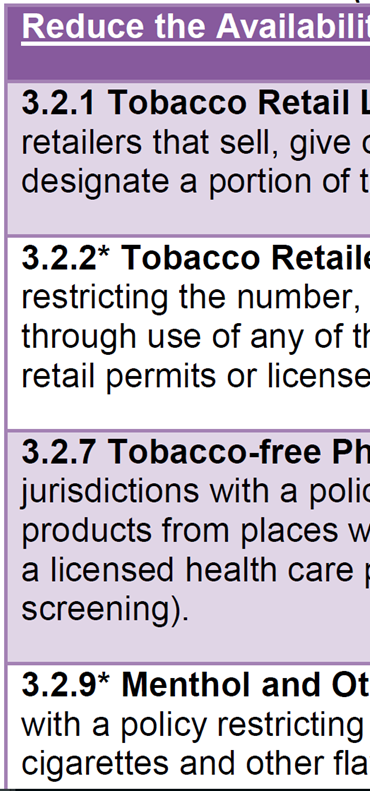 Reduce the Availabilit
3.2.1 Tobacco Retail L
retailers that sell, give
designate a portion of t
3.2.2* Tobacco Retaile
restricting the number,
through use of any of th
retail permits or license
3.2.7 Tobacco-free Ph
jurisdictions with a polic
products from places w
a licensed health care p
screening).
3.2.9* Menthol and Ot
with a policy restricting
cigarettes and other fla